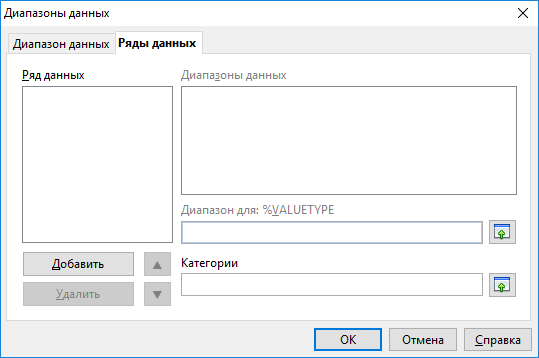 Диапазоны данных
Диапазон данных
Ряды данных
Ряд данных
Диапазоны данных
Диапазон для: %VALUETYPE
Добавить
Удалить
Категории
OK
Отмена
Справка